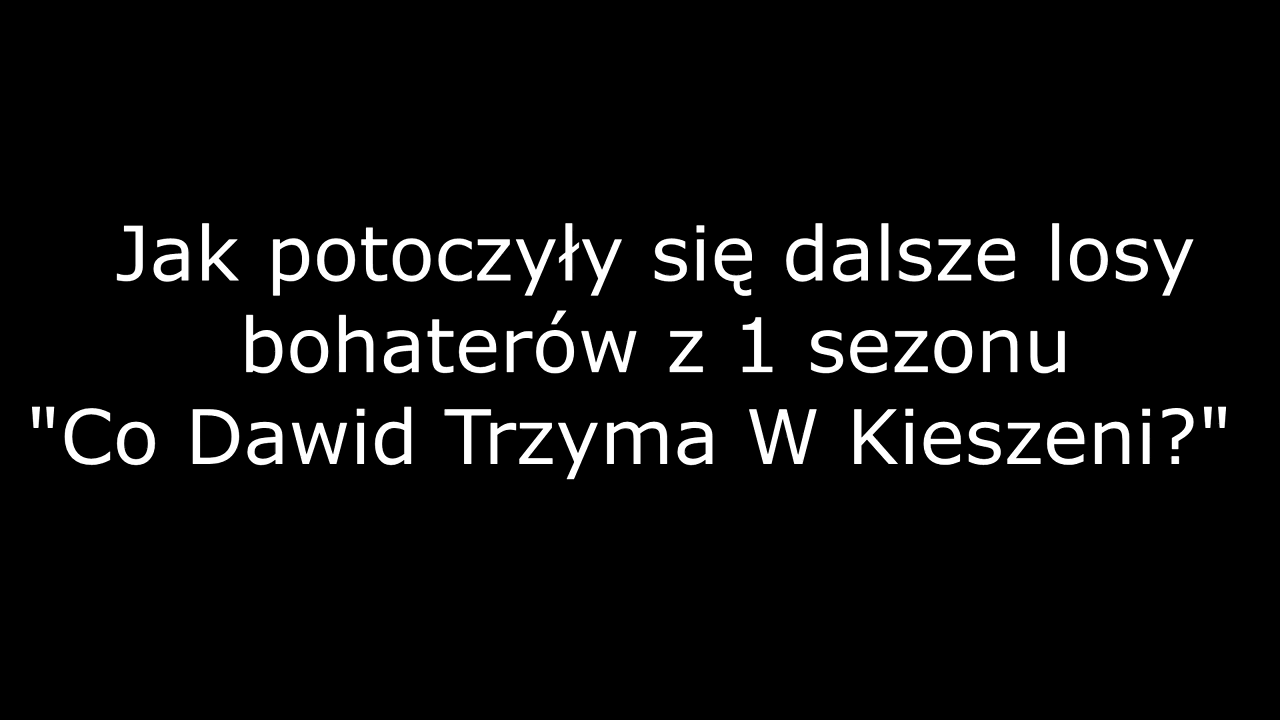 Jak potoczyły się dalsze losy
bohaterów z 1 sezonu
"Co Dawid Trzyma W Kieszeni?"